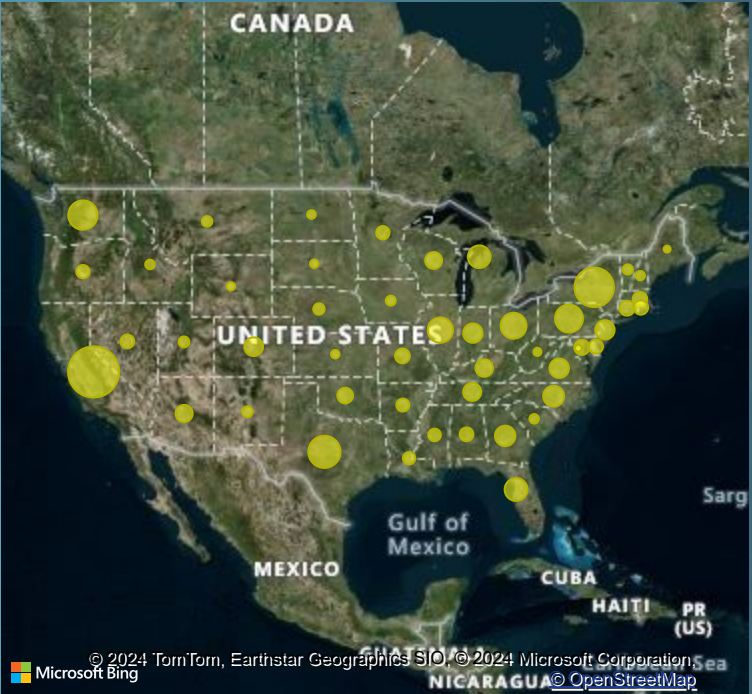 CANADA
UNITED STATES
Sarg
Gulf of
Mexico
MEXICO
CUBA
HAITI
PR
(US)
© 2024 TomTom, Earthstar Geographics SIO, © 2024 Microsoft Corporation,
Sea
Microsoft Bing
NICARAGUA
© OpenStreetMap